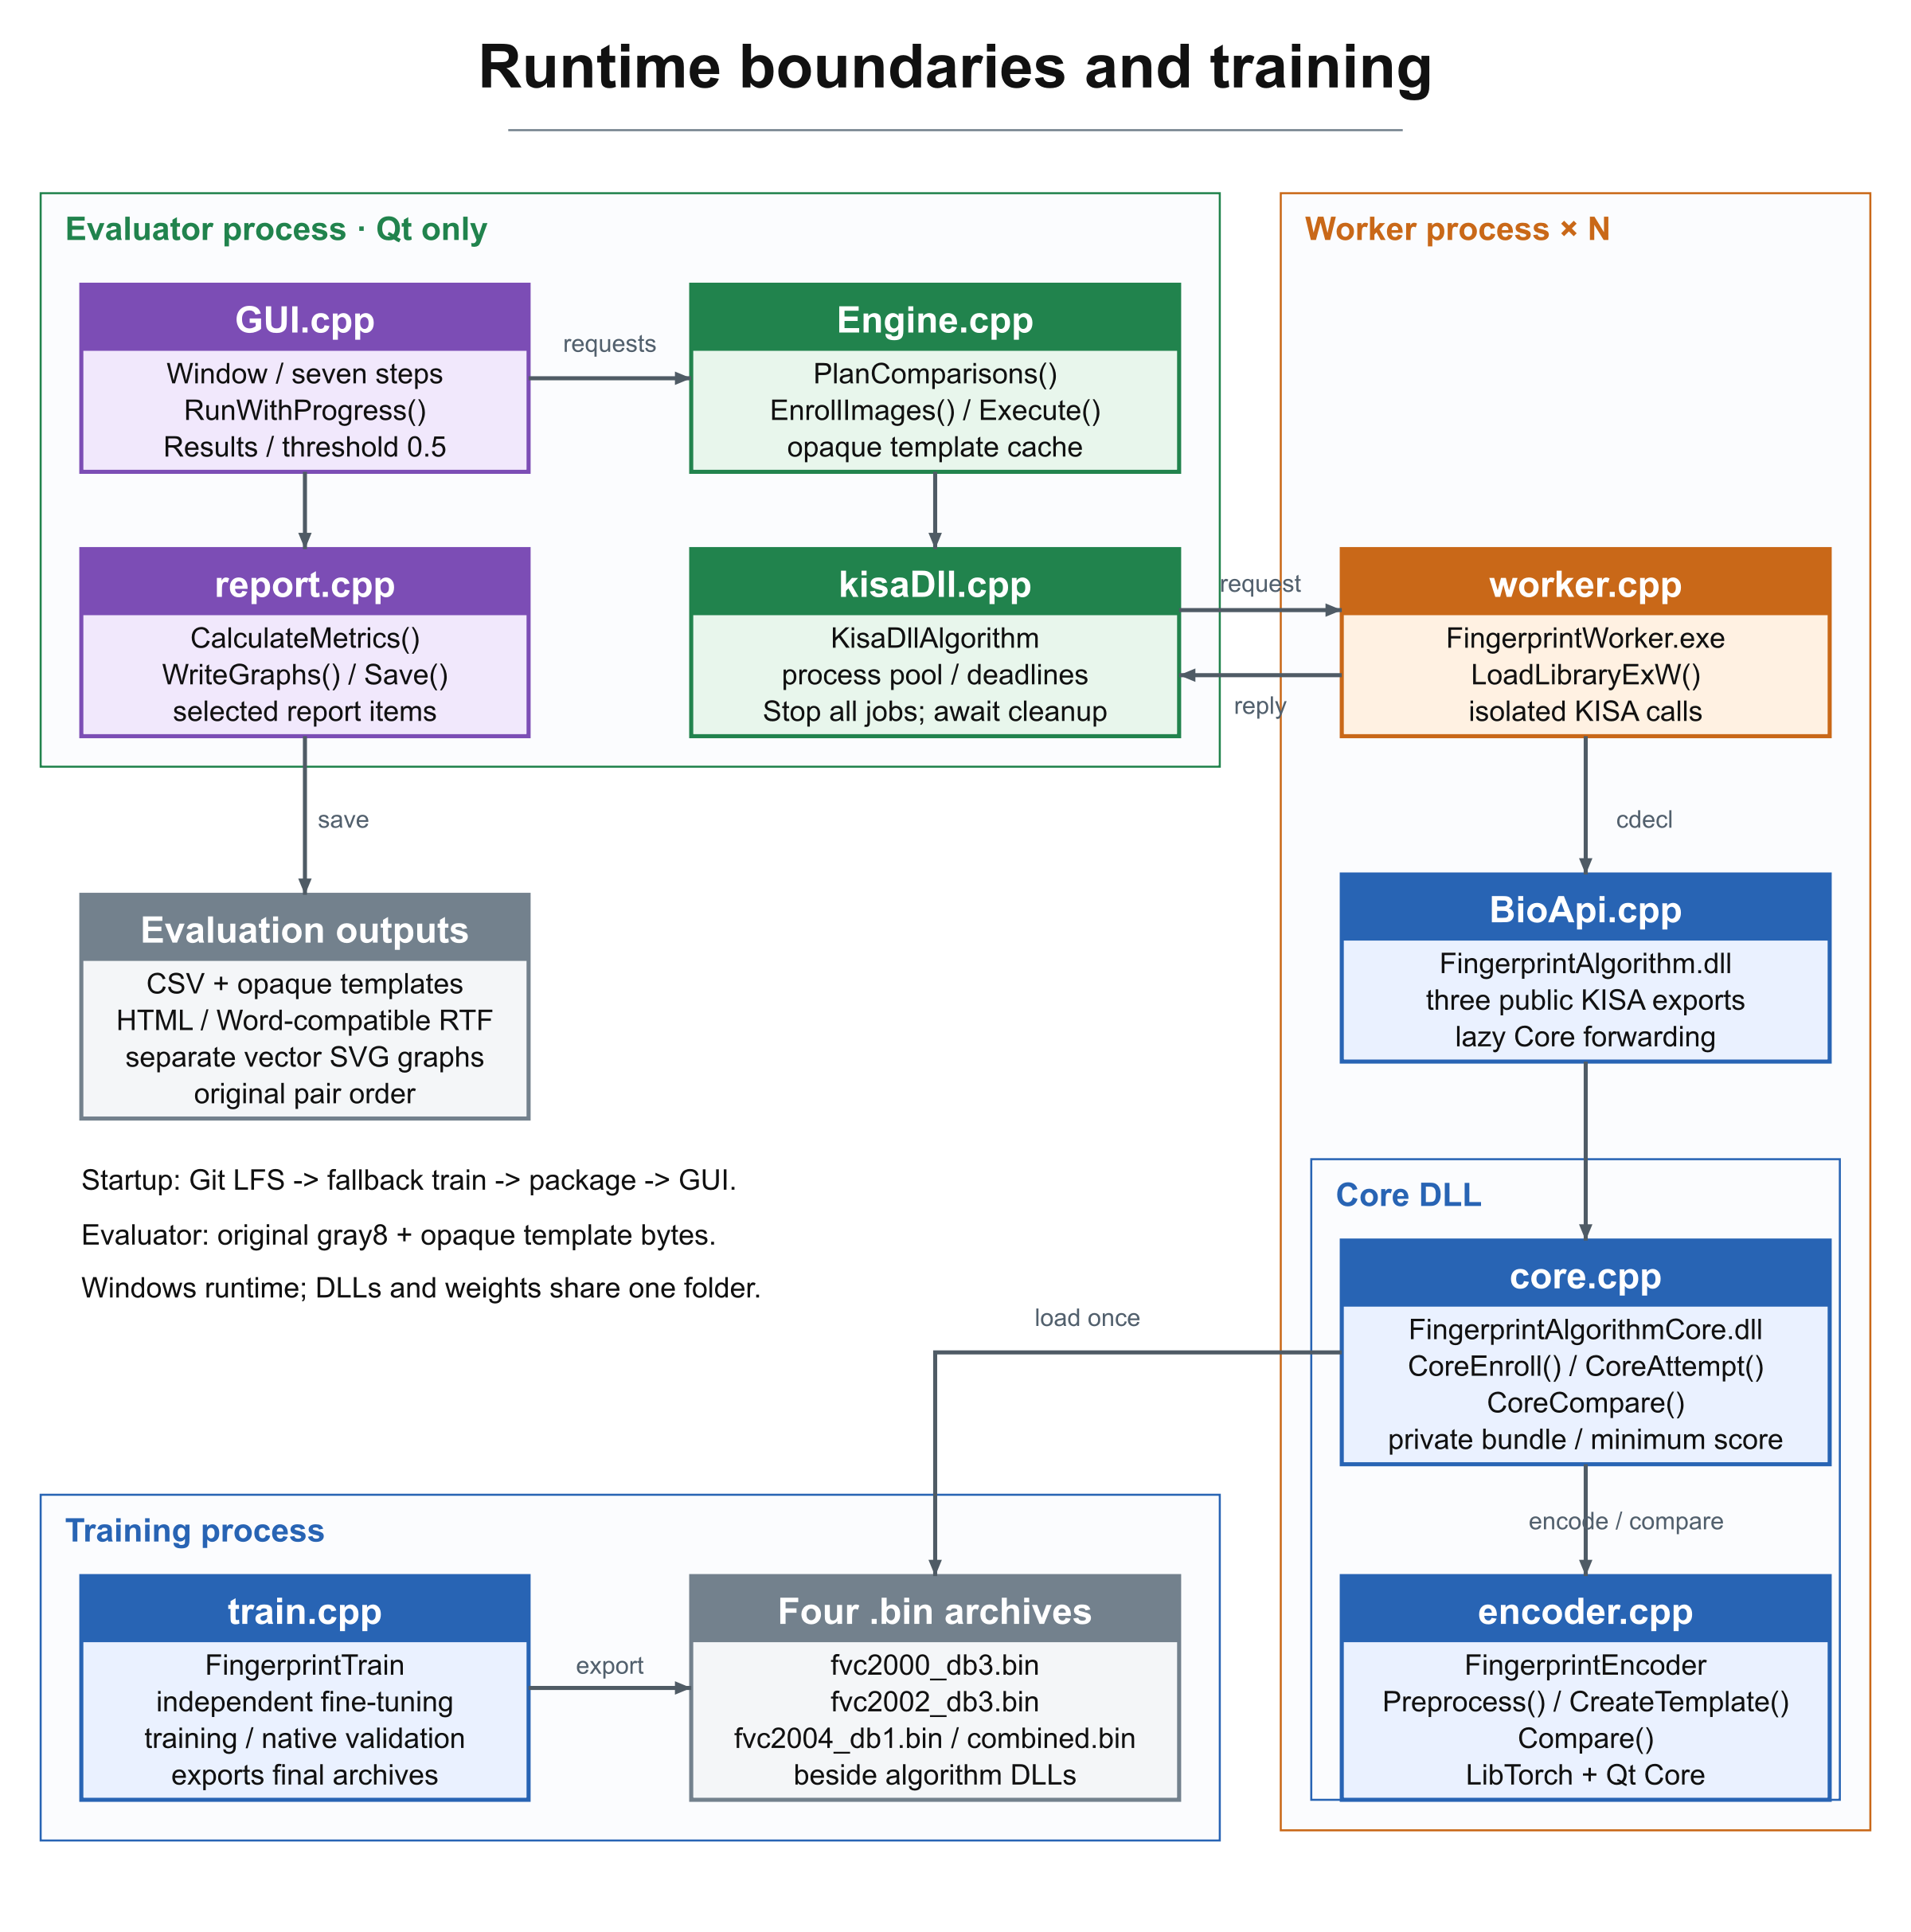 Runtime boundaries and training
Evaluator process · Qt only
GUI.cpp
Window / seven steps
RunWithProgress()
Results / threshold 0.5
requests
Engine.cpp
PlanComparisons()
EnrollImages() / Execute()
opaque template cache
report.cpp
CalculateMetrics()
WriteGraphs() / Save()
selected report items
kisaDll.cpp
KisaDllAlgorithm
process pool / deadlines
Stop all jobs; await cleanup
request
reply
Worker process × N
worker.cpp
FingerprintWorker.exe
LoadLibraryExW()
isolated KISA calls
save
cdecl
Evaluation outputs
CSV + opaque templates
HTML / Word-compatible RTF
separate vector SVG graphs
original pair order
BioApi.cpp
FingerprintAlgorithm.dll
three public KISA exports
lazy Core forwarding
Startup: Git LFS -> fallback train -> package -> GUI.
Evaluator: original gray8 + opaque template bytes.
Windows runtime; DLLs and weights share one folder.
Core DLL
core.cpp
FingerprintAlgorithmCore.dll
CoreEnroll() / CoreAttempt()
CoreCompare()
private bundle / minimum score
load once
encode / compare
Training process
train.cpp
FingerprintTrain
independent fine-tuning
training / native validation
exports final archives
export
Four .bin archives
fvc2000_db3.bin
fvc2002_db3.bin
fvc2004_db1.bin / combined.bin
beside algorithm DLLs
encoder.cpp
FingerprintEncoder
Preprocess() / CreateTemplate()
Compare()
LibTorch + Qt Core